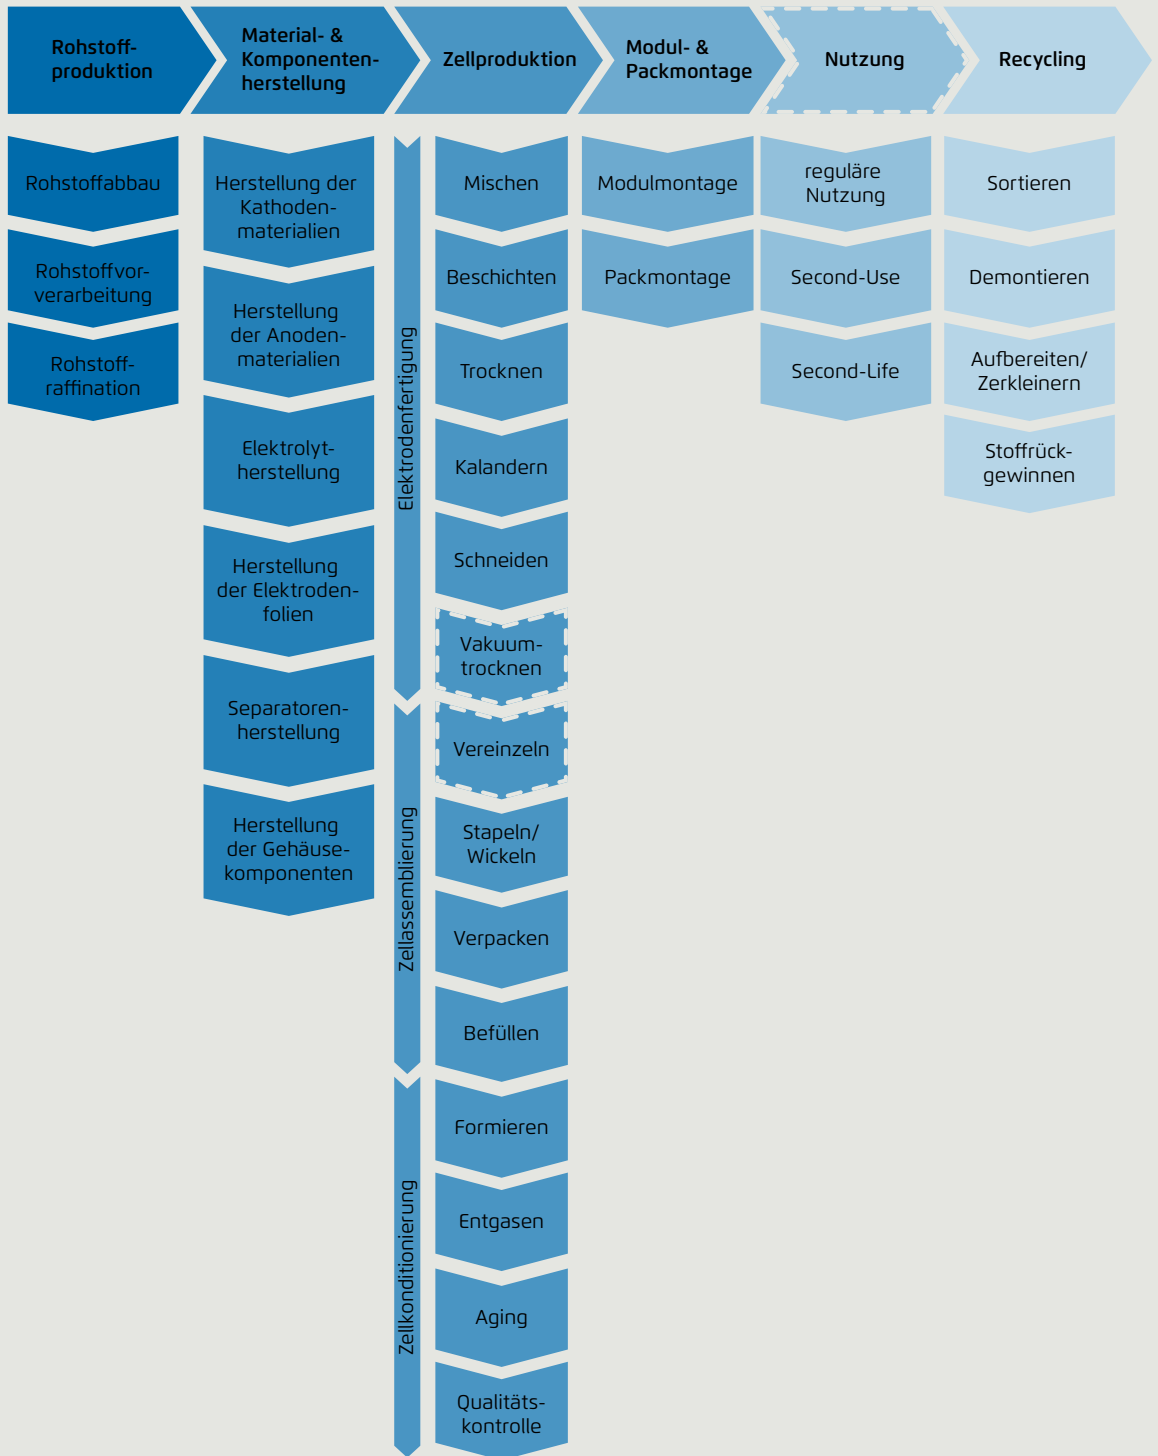 Rohstoff-
produktion
Material- &
Komponenten-
herstellung
Zellproduktion
Modul- &
Packmontage
Nutzung
Recycling
Rohstoffabbau
Rohstoffvor-
verarbeitung
Rohstoff-
raffination
Herstellung der
Kathoden-
materialien
Herstellung
der Anoden-
materialien
Elektrolyt-
herstellung
Herstellung
der Elektroden-
folien
Separatoren-
herstellung
Herstellung
der Gehäuse-
komponenten
Elektrodenfertigung
Zellassemblierung
Zellkonditionierung
Mischen
Beschichten
Trocknen
Kalandern
Schneiden
Vakuum-
trocknen
Vereinzeln
Stapeln/
Wickeln
Verpacken
Befüllen
Formieren
Entgasen
Aging
Qualitäts-
kontrolle
Modulmontage
Packmontage
reguläre
Nutzung
Second-Use
Second-Life
Sortieren
Demontieren
Aufbereiten/
Zerkleinern
Stoffrück-
gewinnen